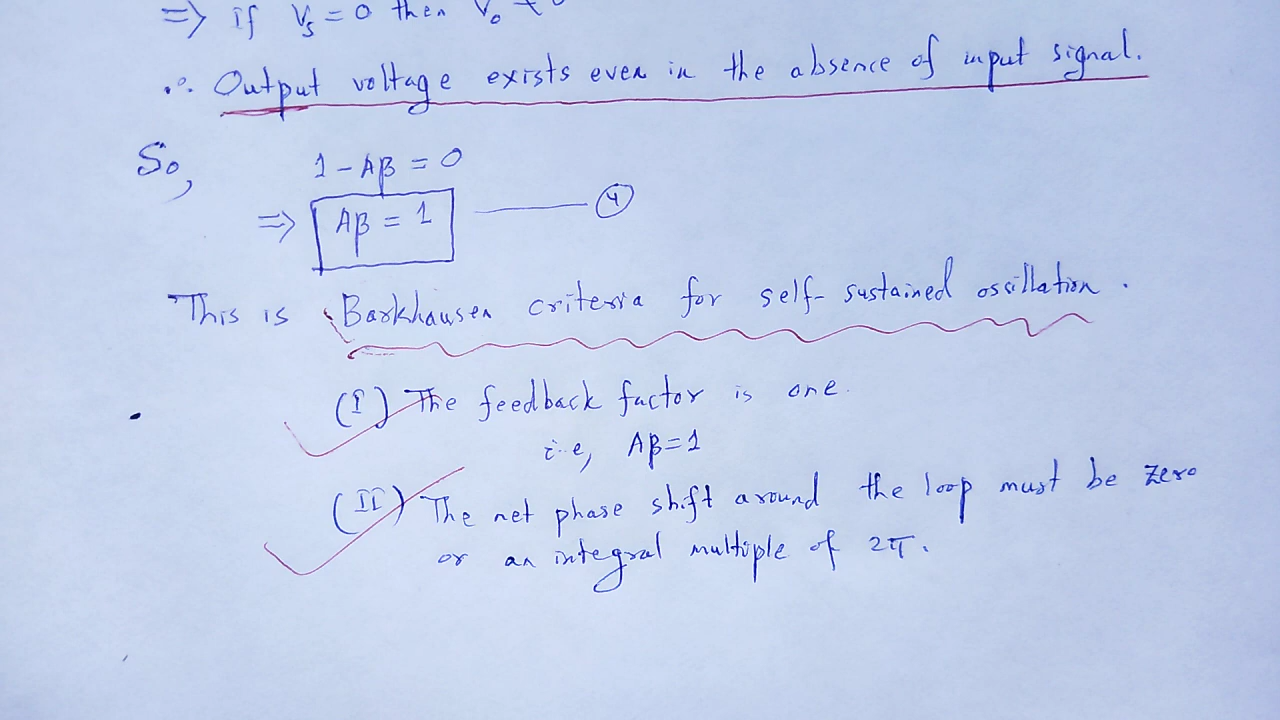 => If Vs = 0 then Vo ≠ 0
∴ Output voltage exists even in the absence of input signal.
So, 1 - Aβ = 0
=> Aβ = 1 ——— ④
This is Barkhausen criteria for self-sustained oscillation.
(I) The feedback factor is one.
i.e, Aβ=1
(II) The net phase shift around the loop must be zero
or an integral multiple of 2π.